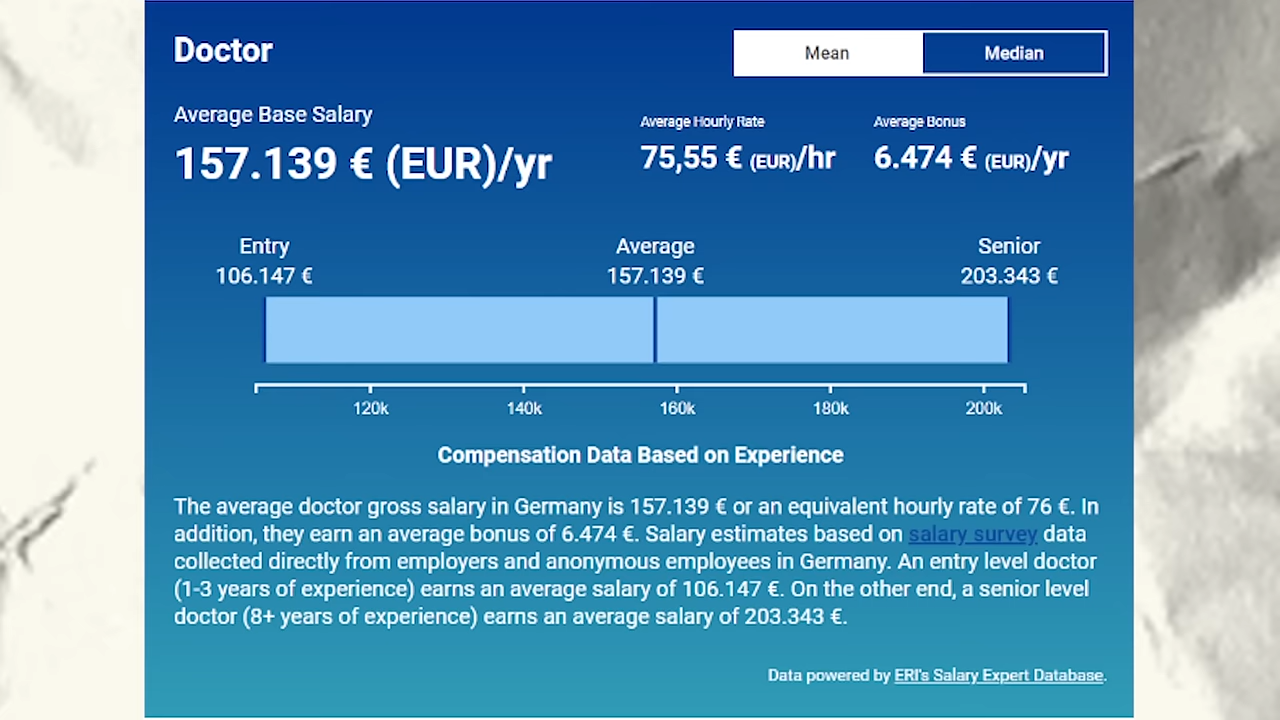 Doctor
Mean
Median
Average Base Salary
157.139 € (EUR)/yr
Average Hourly Rate
75,55 € (EUR)/hr
Average Bonus
6.474 € (EUR)/yr
Entry
106.147 €
Average
157.139 €
Senior
203.343 €
120k
140k
160k
180k
200k
Compensation Data Based on Experience
The average doctor gross salary in Germany is 157.139 € or an equivalent hourly rate of 76 €. In
addition, they earn an average bonus of 6.474 €. Salary estimates based on salary survey data
collected directly from employers and anonymous employees in Germany. An entry level doctor
(1-3 years of experience) earns an average salary of 106.147 €. On the other end, a senior level
doctor (8+ years of experience) earns an average salary of 203.343 €.
Data powered by ERI's Salary Expert Database.